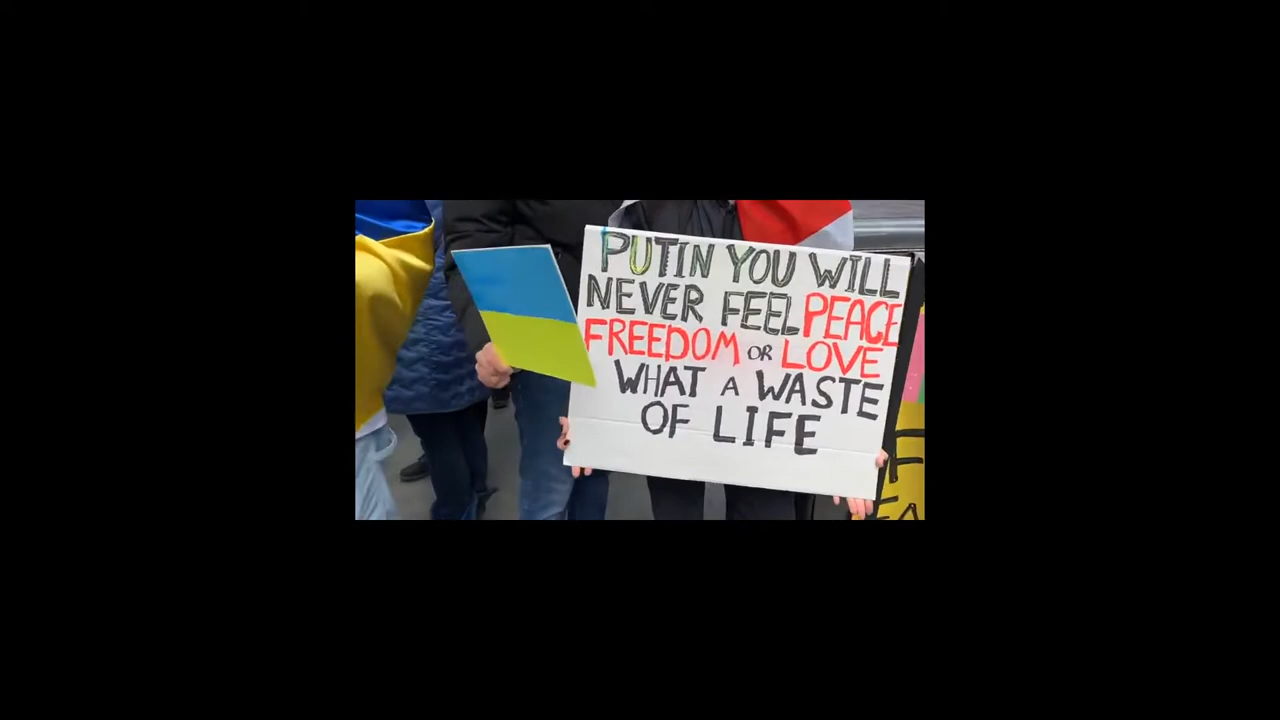 PUTIN YOU WILL
NEVER FEEL PEACE
FREEDOM OR LOVE
WHAT A WASTE
OF LIFE